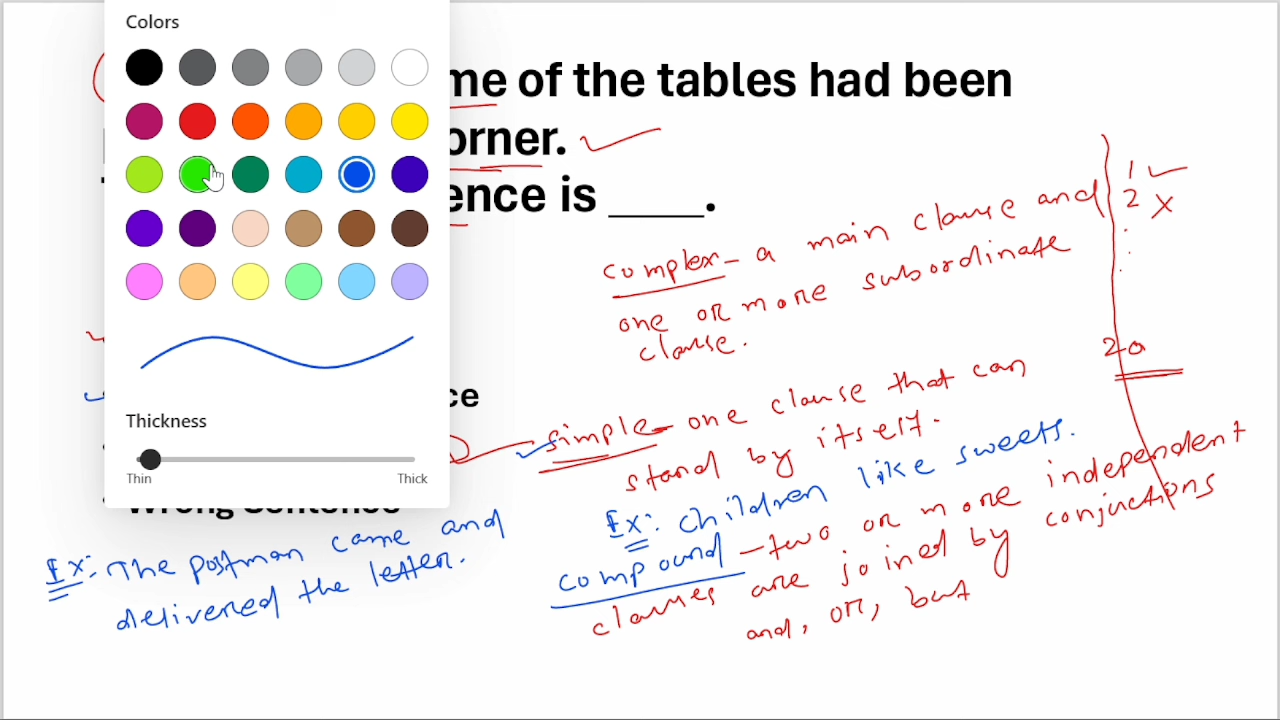 Colors
me of the tables had been
orner.
ence is ____.
1
2 x
complex - a main clause and
one or more subordinate
clause.
20
ce
simple - one clause that can
stand by itself.
Thickness
Thin Thick
Wrong Sentence
Ex: children like sweets.
Ex: The postman came and
delivered the letter.
compound - two or more independent
clauses are joined by conjuctions
and, or, but